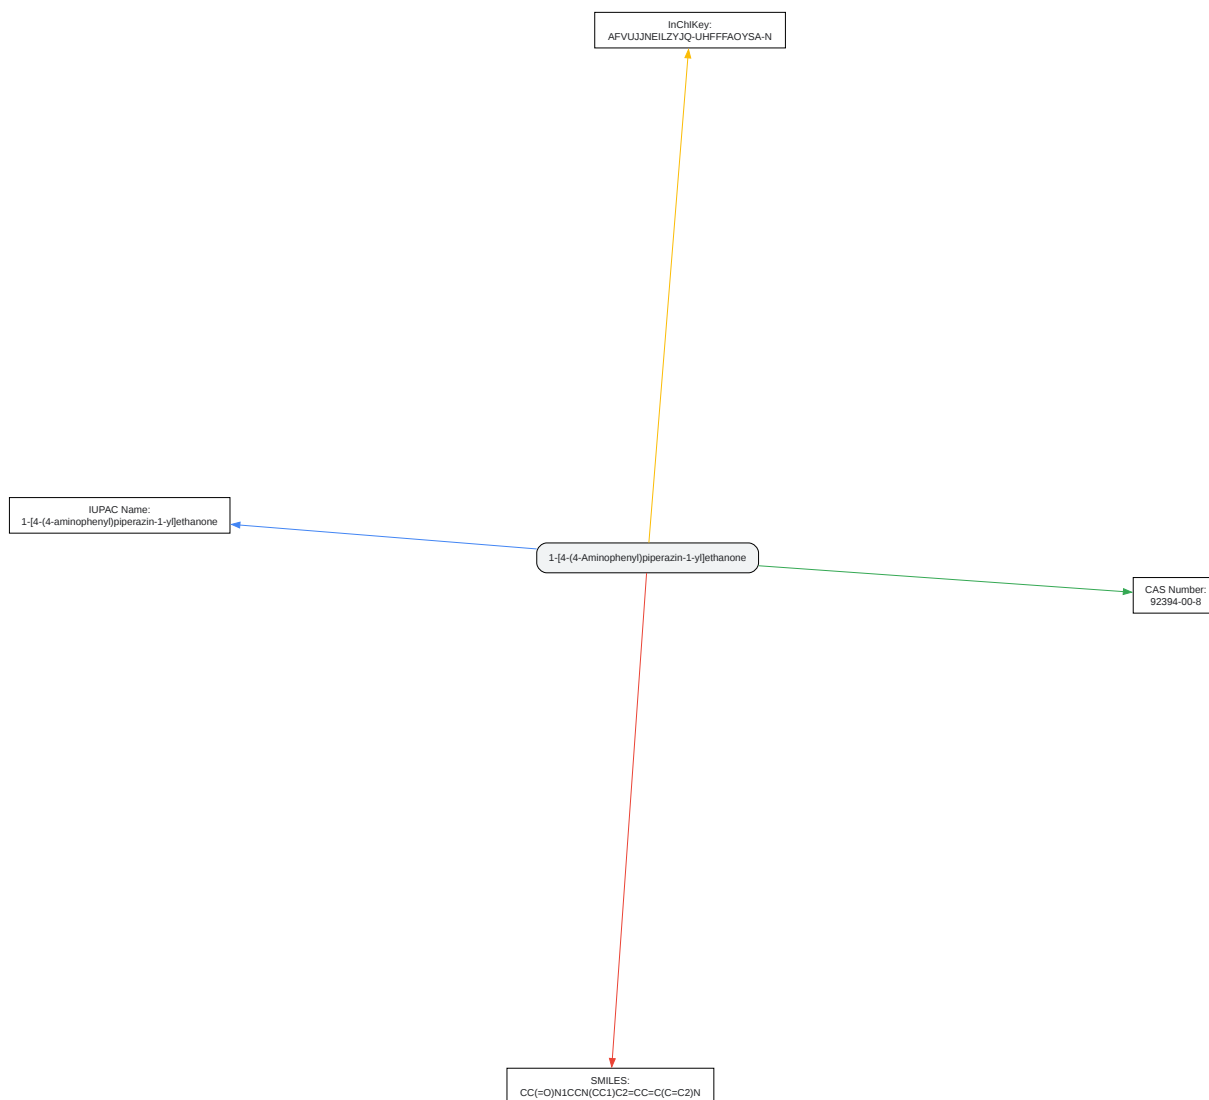 InChIKey:
AFVUJJNEILZYJQ-UHFFFAOYSA-N
IUPAC Name:
1-[4-(4-aminophenyl)piperazin-1-yl]ethanone
1-[4-(4-Aminophenyl)piperazin-1-yl]ethanone
CAS Number:
92394-00-8
SMILES:
CC(=O)N1CCN(CC1)C2=CC=C(C=C2)N